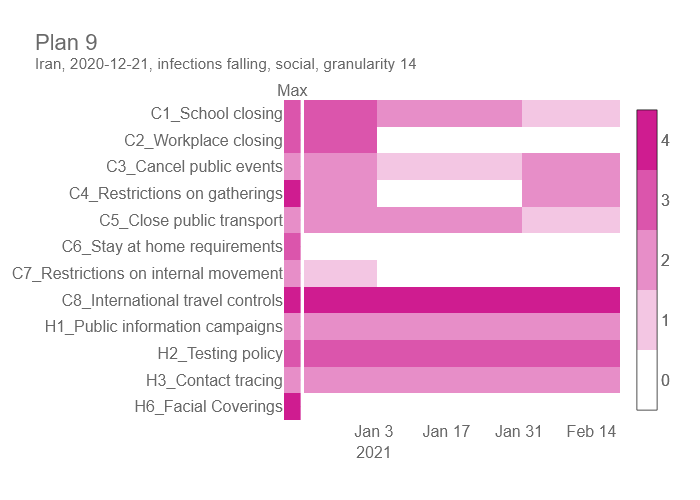 Plan 9
Iran, 2020-12-21, infections falling, social, granularity 14
Max
C1_School closing
C2_Workplace closing
C3_Cancel public events
C4_Restrictions on gatherings
C5_Close public transport
C6_Stay at home requirements
C7_Restrictions on internal movement
C8_International travel controls
H1_Public information campaigns
H2_Testing policy
H3_Contact tracing
H6_Facial Coverings
4
3
2
1
0
Jan 3 Jan 17 Jan 31 Feb 14
2021